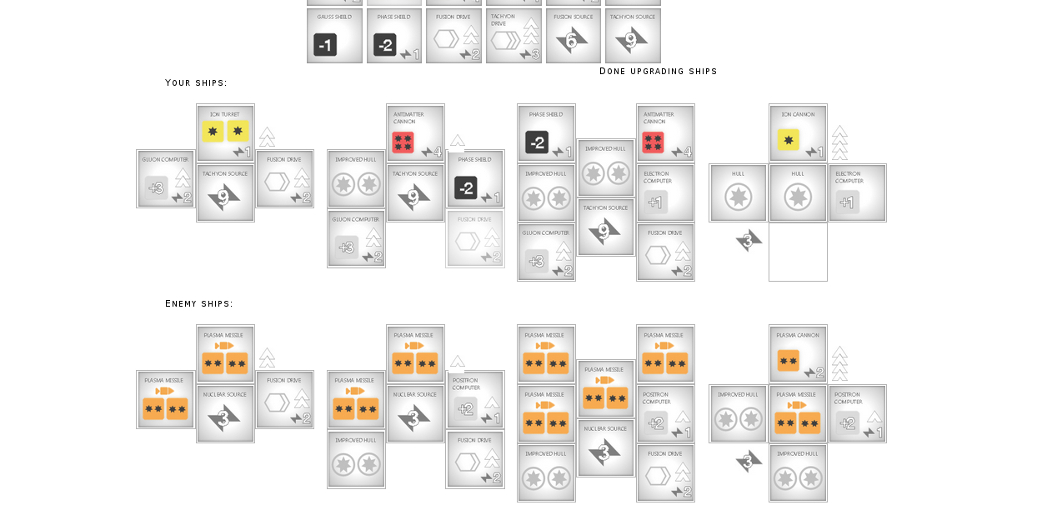 GAUSS SHIELD
-1
PHASE SHIELD
-2
1
FUSION DRIVE
2
TACHYON
DRIVE
3
FUSION SOURCE
6
TACHYON SOURCE
9
DONE UPGRADING SHIPS
YOUR SHIPS:
ION TURRET
1
GLUON COMPUTER
+3
2
TACHYON SOURCE
9
FUSION DRIVE
2
ANTIMATTER
CANNON
4
IMPROVED HULL
TACHYON SOURCE
9
PHASE SHIELD
-2
1
GLUON COMPUTER
+3
2
FUSION DRIVE
2
PHASE SHIELD
-2
1
IMPROVED HULL
ANTIMATTER
CANNON
4
IMPROVED HULL
TACHYON SOURCE
9
ELECTRON
COMPUTER
+1
GLUON COMPUTER
+3
2
FUSION DRIVE
2
ION CANNON
1
HULL
HULL
ELECTRON
COMPUTER
+1
3
ENEMY SHIPS:
PLASMA MISSILE
PLASMA MISSILE
NUCLEAR SOURCE
3
FUSION DRIVE
2
PLASMA MISSILE
PLASMA MISSILE
NUCLEAR SOURCE
3
POSITRON
COMPUTER
+2
1
IMPROVED HULL
FUSION DRIVE
2
PLASMA MISSILE
PLASMA MISSILE
PLASMA MISSILE
PLASMA MISSILE
NUCLEAR SOURCE
3
POSITRON
COMPUTER
+2
1
IMPROVED HULL
FUSION DRIVE
2
PLASMA CANNON
2
IMPROVED HULL
PLASMA MISSILE
POSITRON
COMPUTER
+2
1
3
IMPROVED HULL